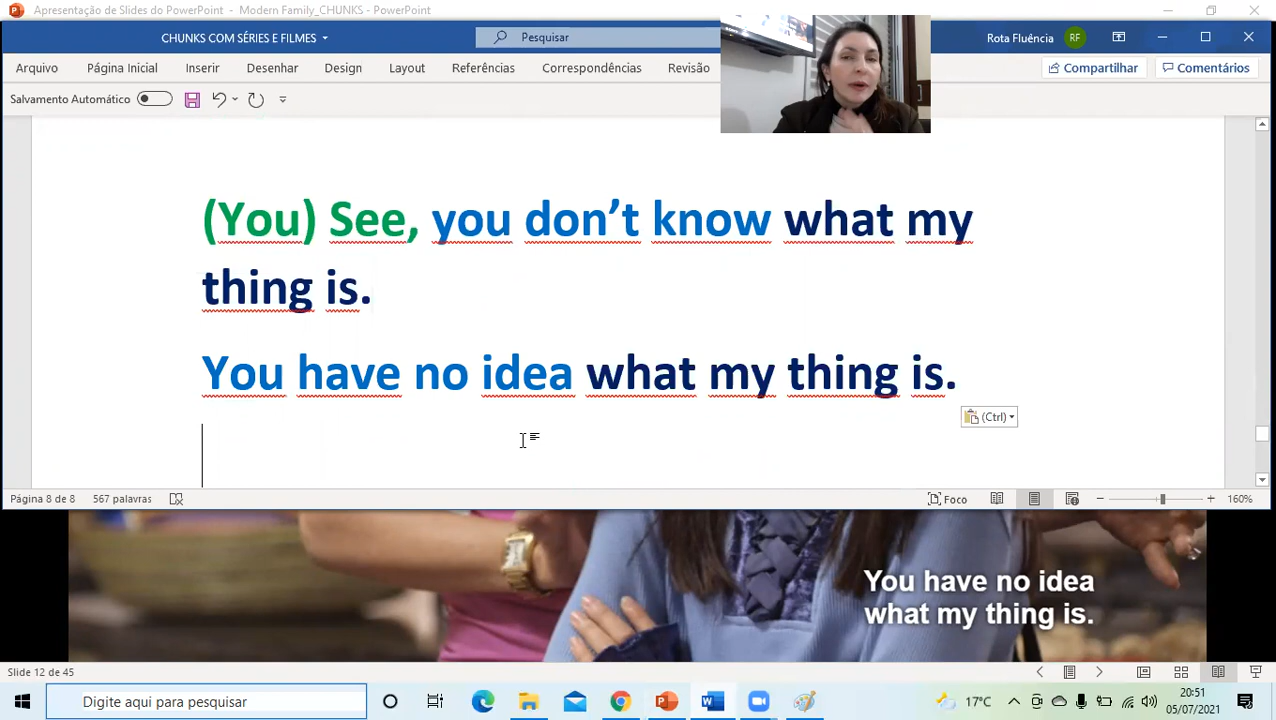 Apresentação de Slides do PowerPoint - Modern Family_CHUNKS - PowerPoint
CHUNKS COM SÉRIES E FILMES
Pesquisar
Rota Fluência RF
Arquivo Página Inicial Inserir Desenhar Design Layout Referências Correspondências Revisão
Compartilhar Comentários
Salvamento Automático
(You) See, you don't know what my
thing is.
You have no idea what my thing is.
(Ctrl)
Página 8 de 8 567 palavras
Foco
160%
You have no idea
what my thing is.
Slide 12 de 45
Digite aqui para pesquisar
17°C
20:51
05/07/2021